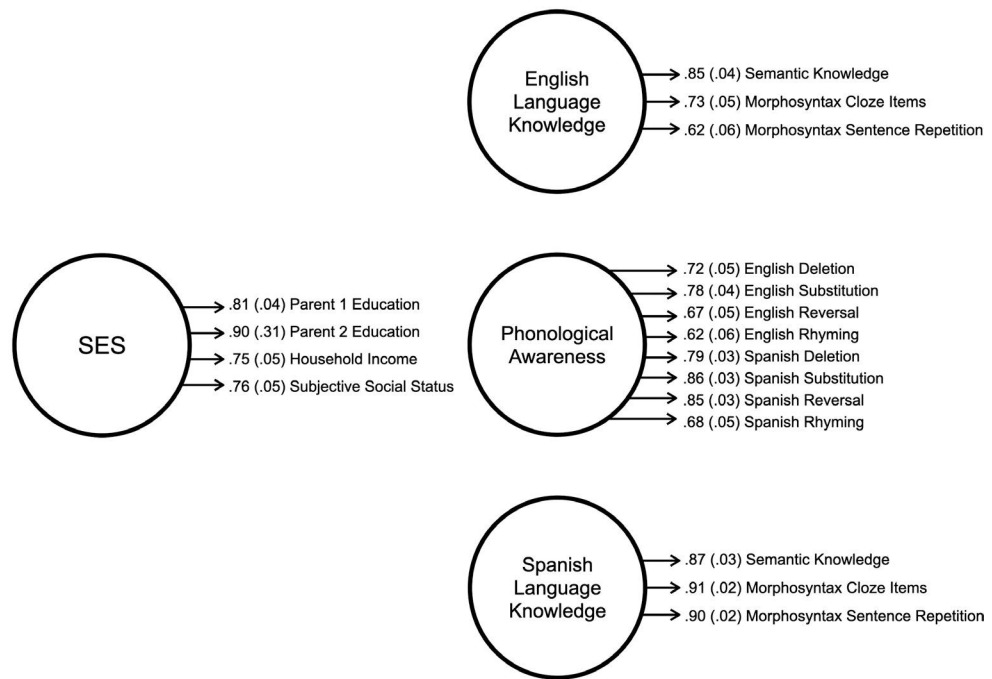 English
Language
Knowledge
.85 (.04) Semantic Knowledge
.73 (.05) Morphosyntax Cloze Items
.62 (.06) Morphosyntax Sentence Repetition
SES
.81 (.04) Parent 1 Education
.90 (.31) Parent 2 Education
.75 (.05) Household Income
.76 (.05) Subjective Social Status
Phonological
Awareness
.72 (.05) English Deletion
.78 (.04) English Substitution
.67 (.05) English Reversal
.62 (.06) English Rhyming
.79 (.03) Spanish Deletion
.86 (.03) Spanish Substitution
.85 (.03) Spanish Reversal
.68 (.05) Spanish Rhyming
Spanish
Language
Knowledge
.87 (.03) Semantic Knowledge
.91 (.02) Morphosyntax Cloze Items
.90 (.02) Morphosyntax Sentence Repetition